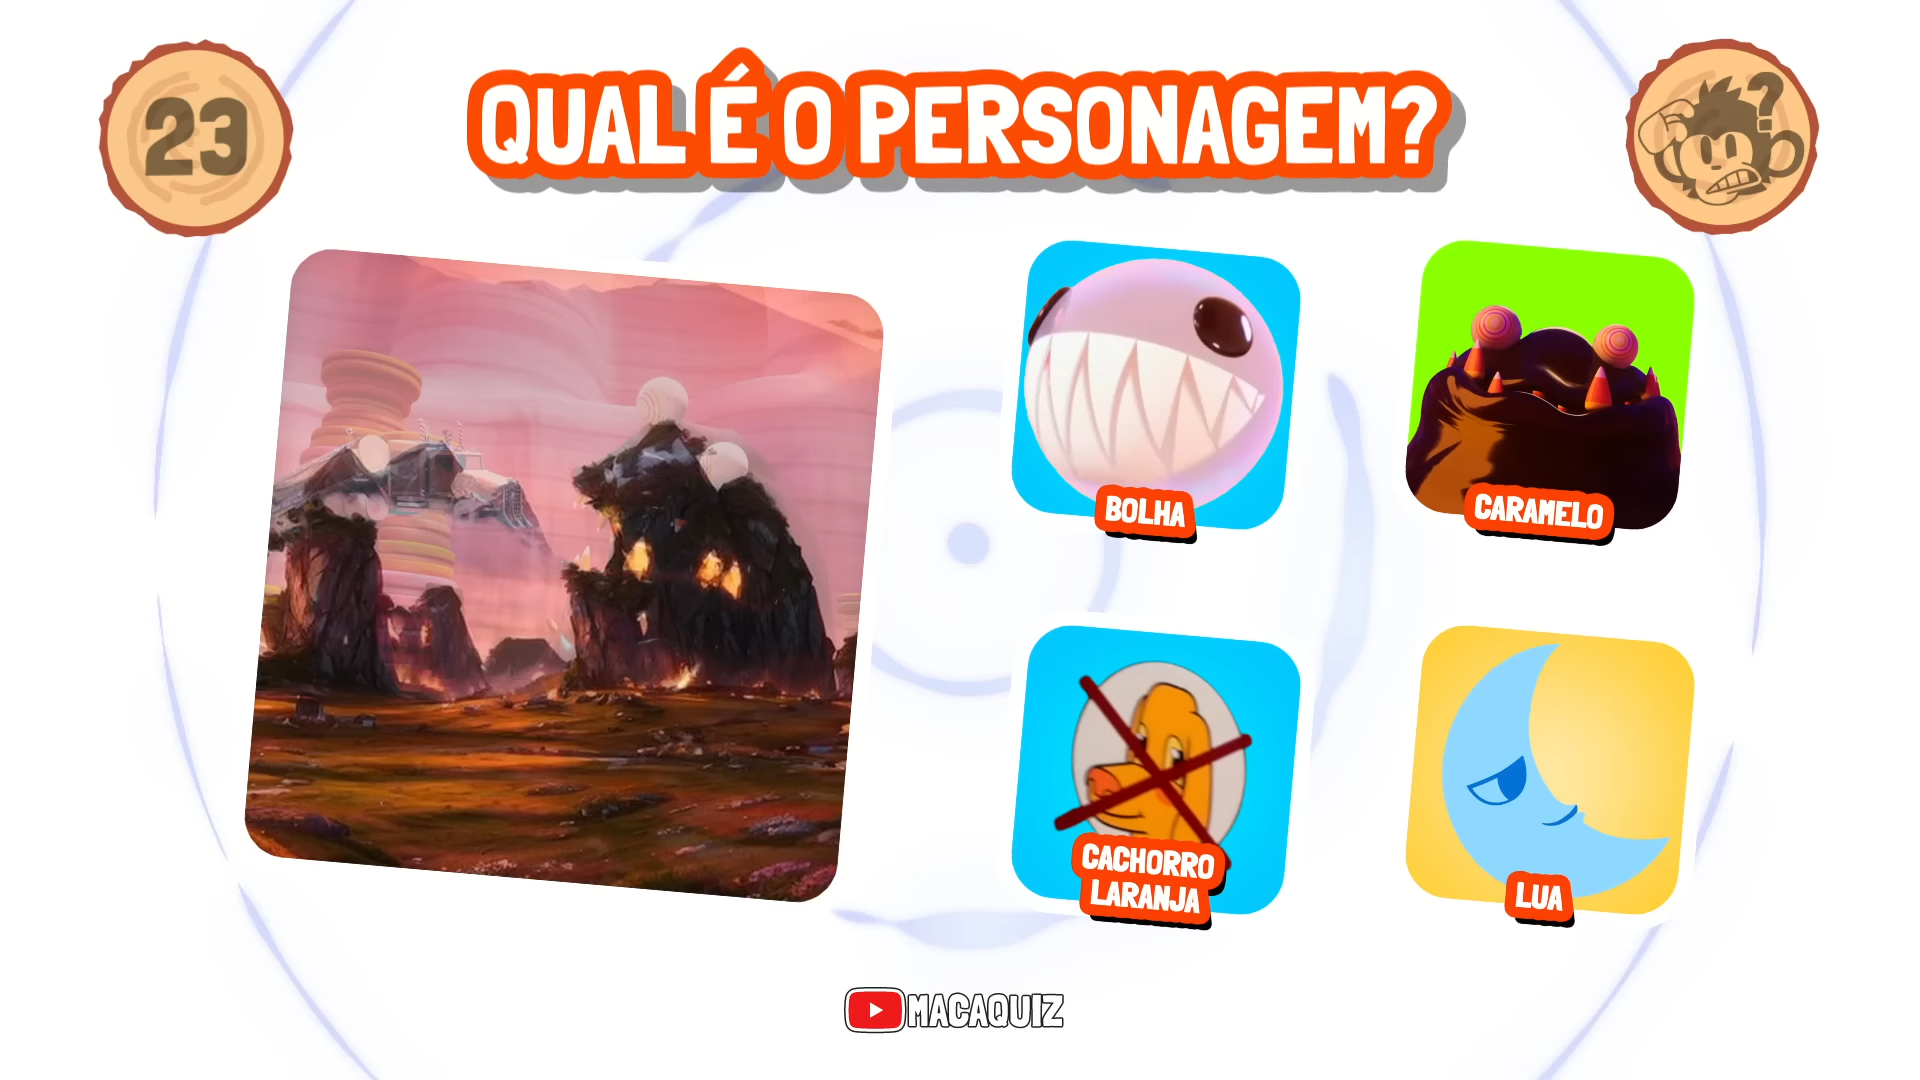 23
QUAL É O PERSONAGEM?
?
BOLHA
CARAMELO
CACHORRO
LARANJA
LUA
MACAQUIZ